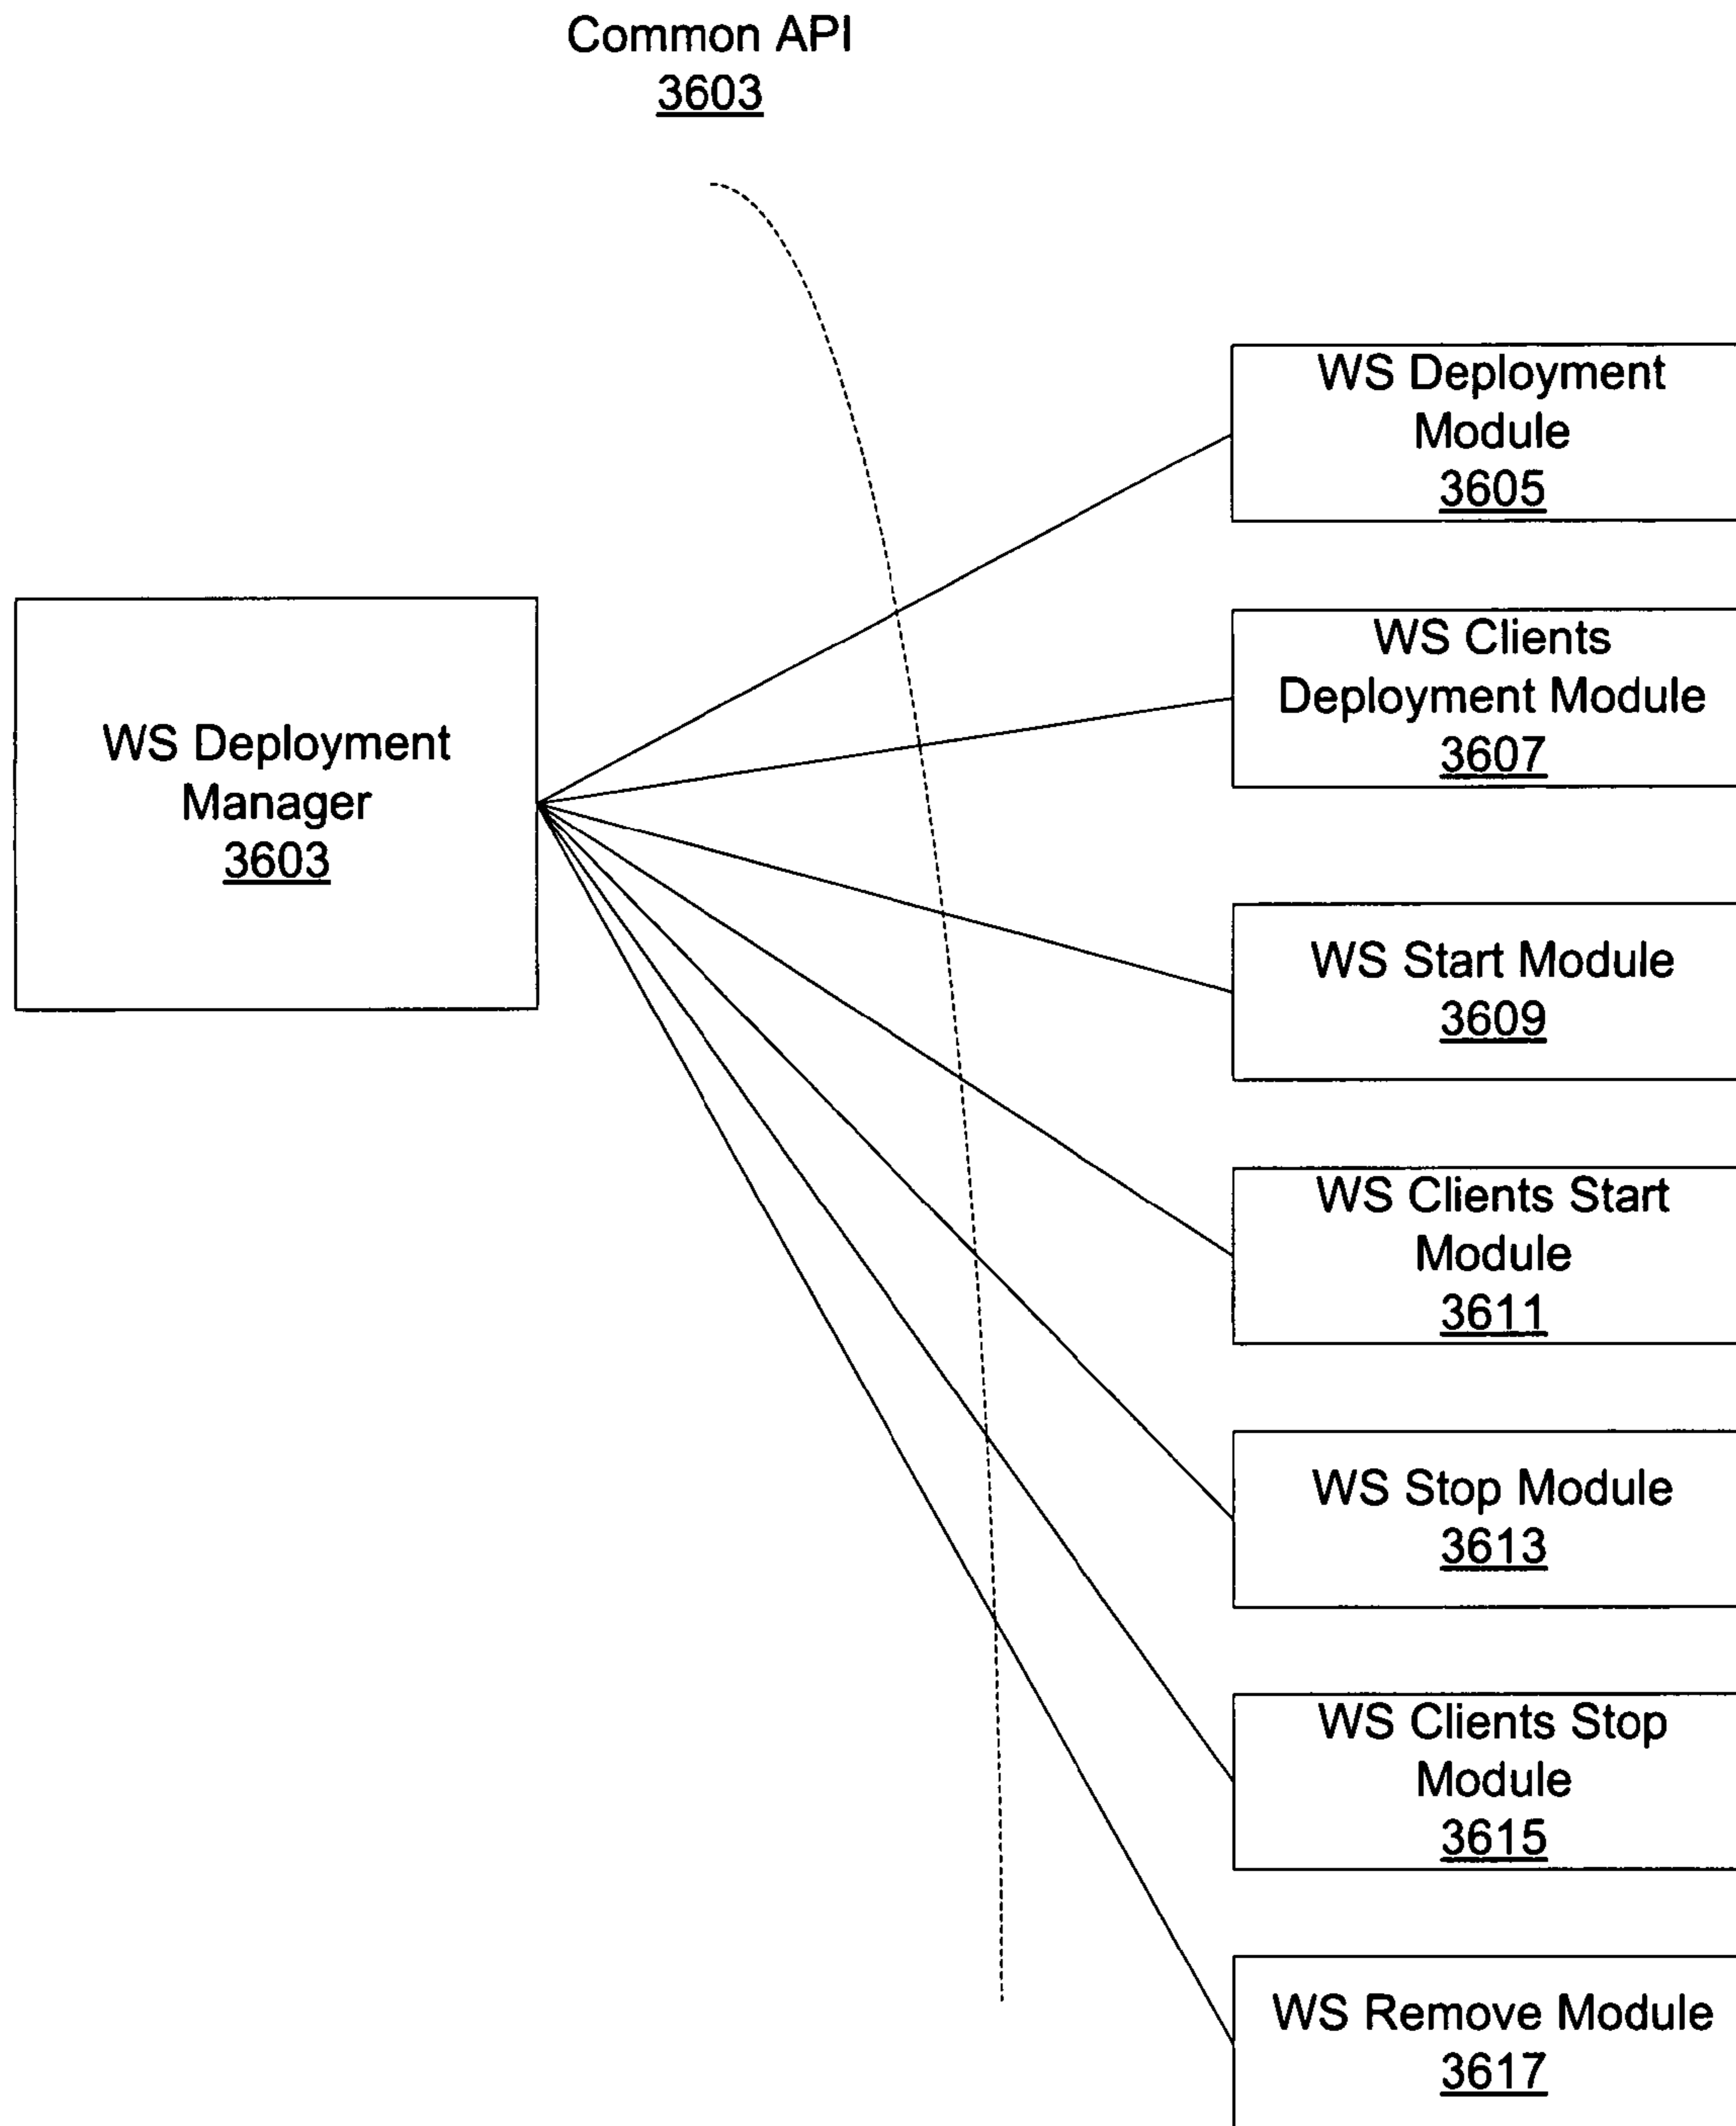 Common API
3603
WS Deployment
Manager
3603
WS Deployment
Module
3605
WS Clients
Deployment Module
3607
WS Start Module
3609
WS Clients Start
Module
3611
WS Stop Module
3613
WS Clients Stop
Module
3615
WS Remove Module
3617